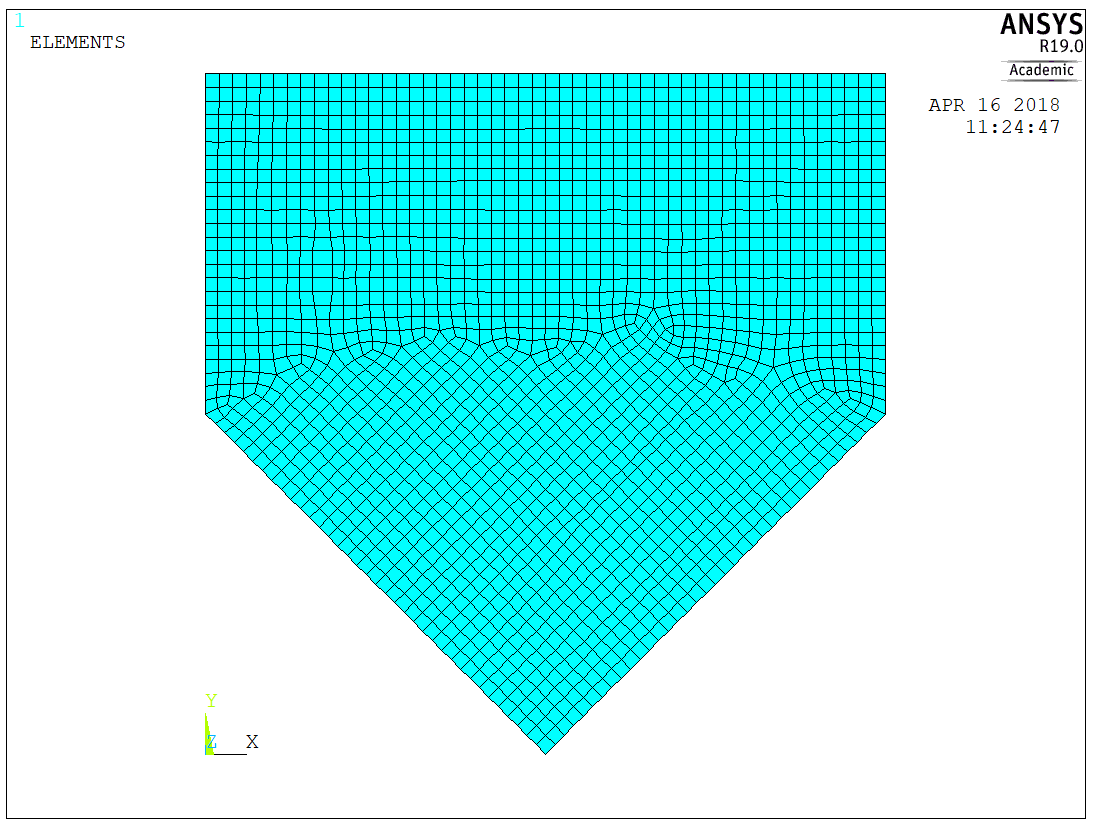 1
ELEMENTS
ANSYS
R19.0
Academic
APR 16 2018
11:24:47
Y
Z X